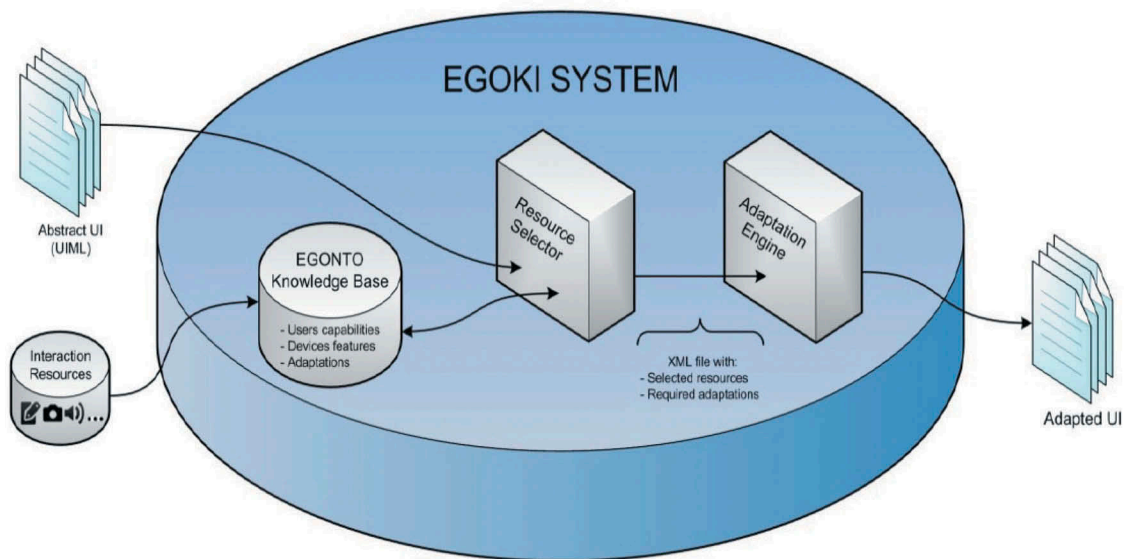 EGOKI SYSTEM
Abstract UI
(UIML)
Resource
Selector
Adaptation
Engine
EGONTO
Knowledge Base
- Users capabilities
- Devices features
- Adaptations
Interaction
Resources
...
XML file with:
- Selected resources
- Required adaptations
Adapted UI